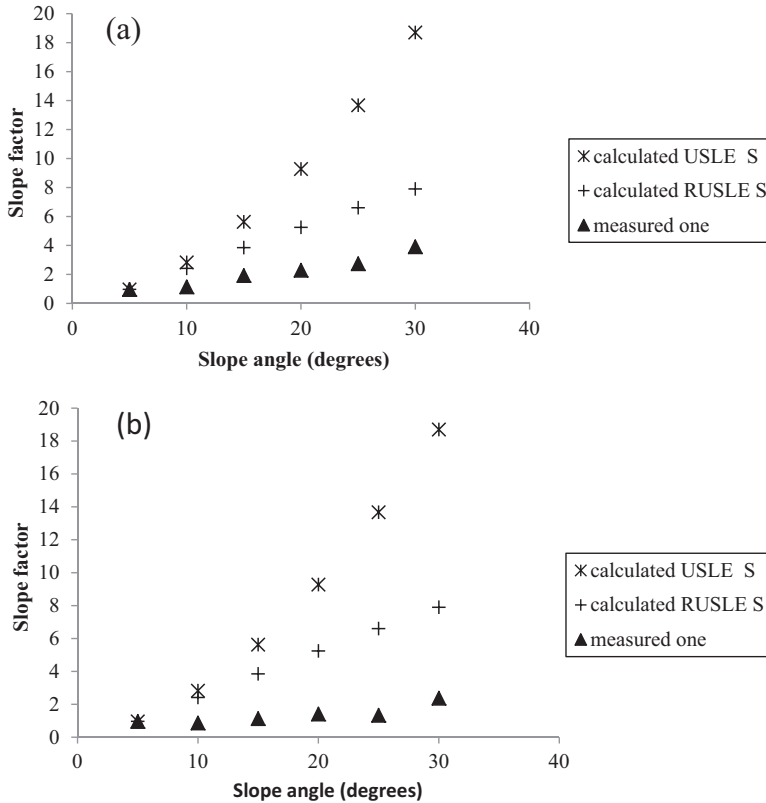 (a)
20
18
16
14
12
10
8
6
4
2
0
0 10 20 30 40
Slope factor
Slope angle (degrees)
calculated USLE S
calculated RUSLE S
measured one
(b)
20
18
16
14
12
10
8
6
4
2
0
0 10 20 30 40
Slope factor
Slope angle (degrees)
calculated USLE S
calculated RUSLE S
measured one